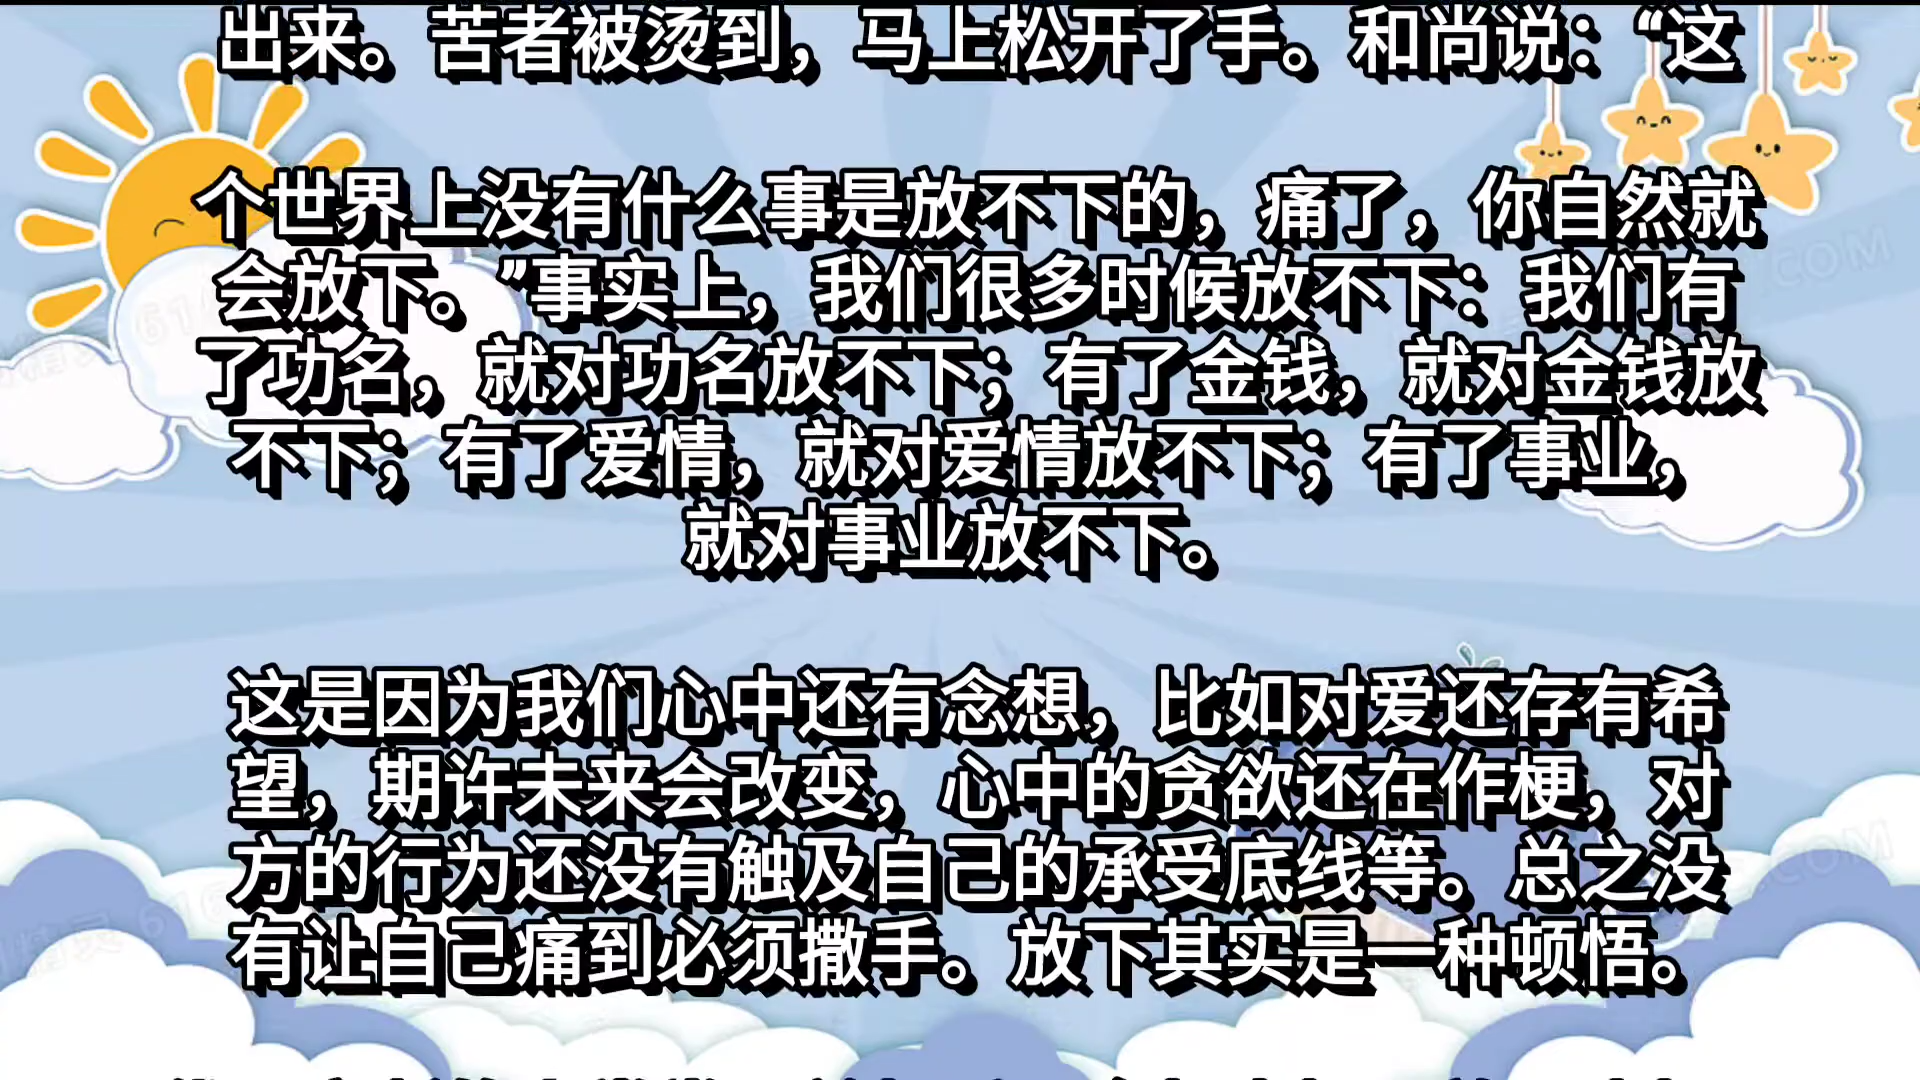 出来。苦者被烫到，马上松开了手。和尚说：“这
个世界上没有什么事是放不下的，痛了，你自然就
会放下。”事实上，我们很多时候放不下：我们有
了功名，就对功名放不下；有了金钱，就对金钱放
不下；有了爱情，就对爱情放不下；有了事业，
就对事业放不下。
这是因为我们心中还有念想，比如对爱还存有希
望，期许未来会改变，心中的贪欲还在作梗，对
方的行为还没有触及自己的承受底线等。总之没
有让自己痛到必须撒手。放下其实是一种顿悟。